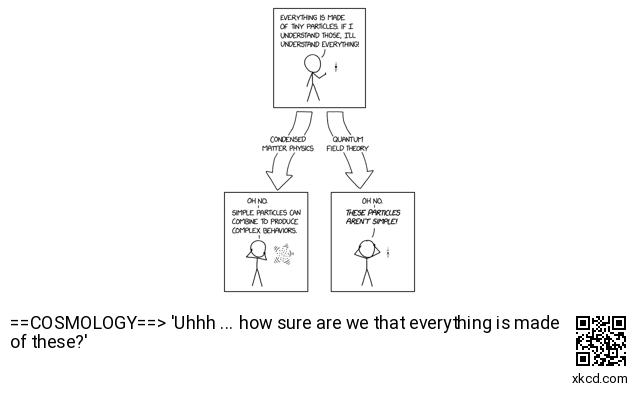 EVERYTHING IS MADE
OF TINY PARTICLES. IF I
UNDERSTAND THOSE, I'LL
UNDERSTAND EVERYTHING!
CONDENSED
MATTER PHYSICS
QUANTUM
FIELD THEORY
OH NO.
SIMPLE PARTICLES CAN
COMBINE TO PRODUCE
COMPLEX BEHAVIORS.
OH NO.
THESE PARTICLES
AREN'T SIMPLE!
==COSMOLOGY==> 'Uhhh ... how sure are we that everything is made
of these?'
xkcd.com